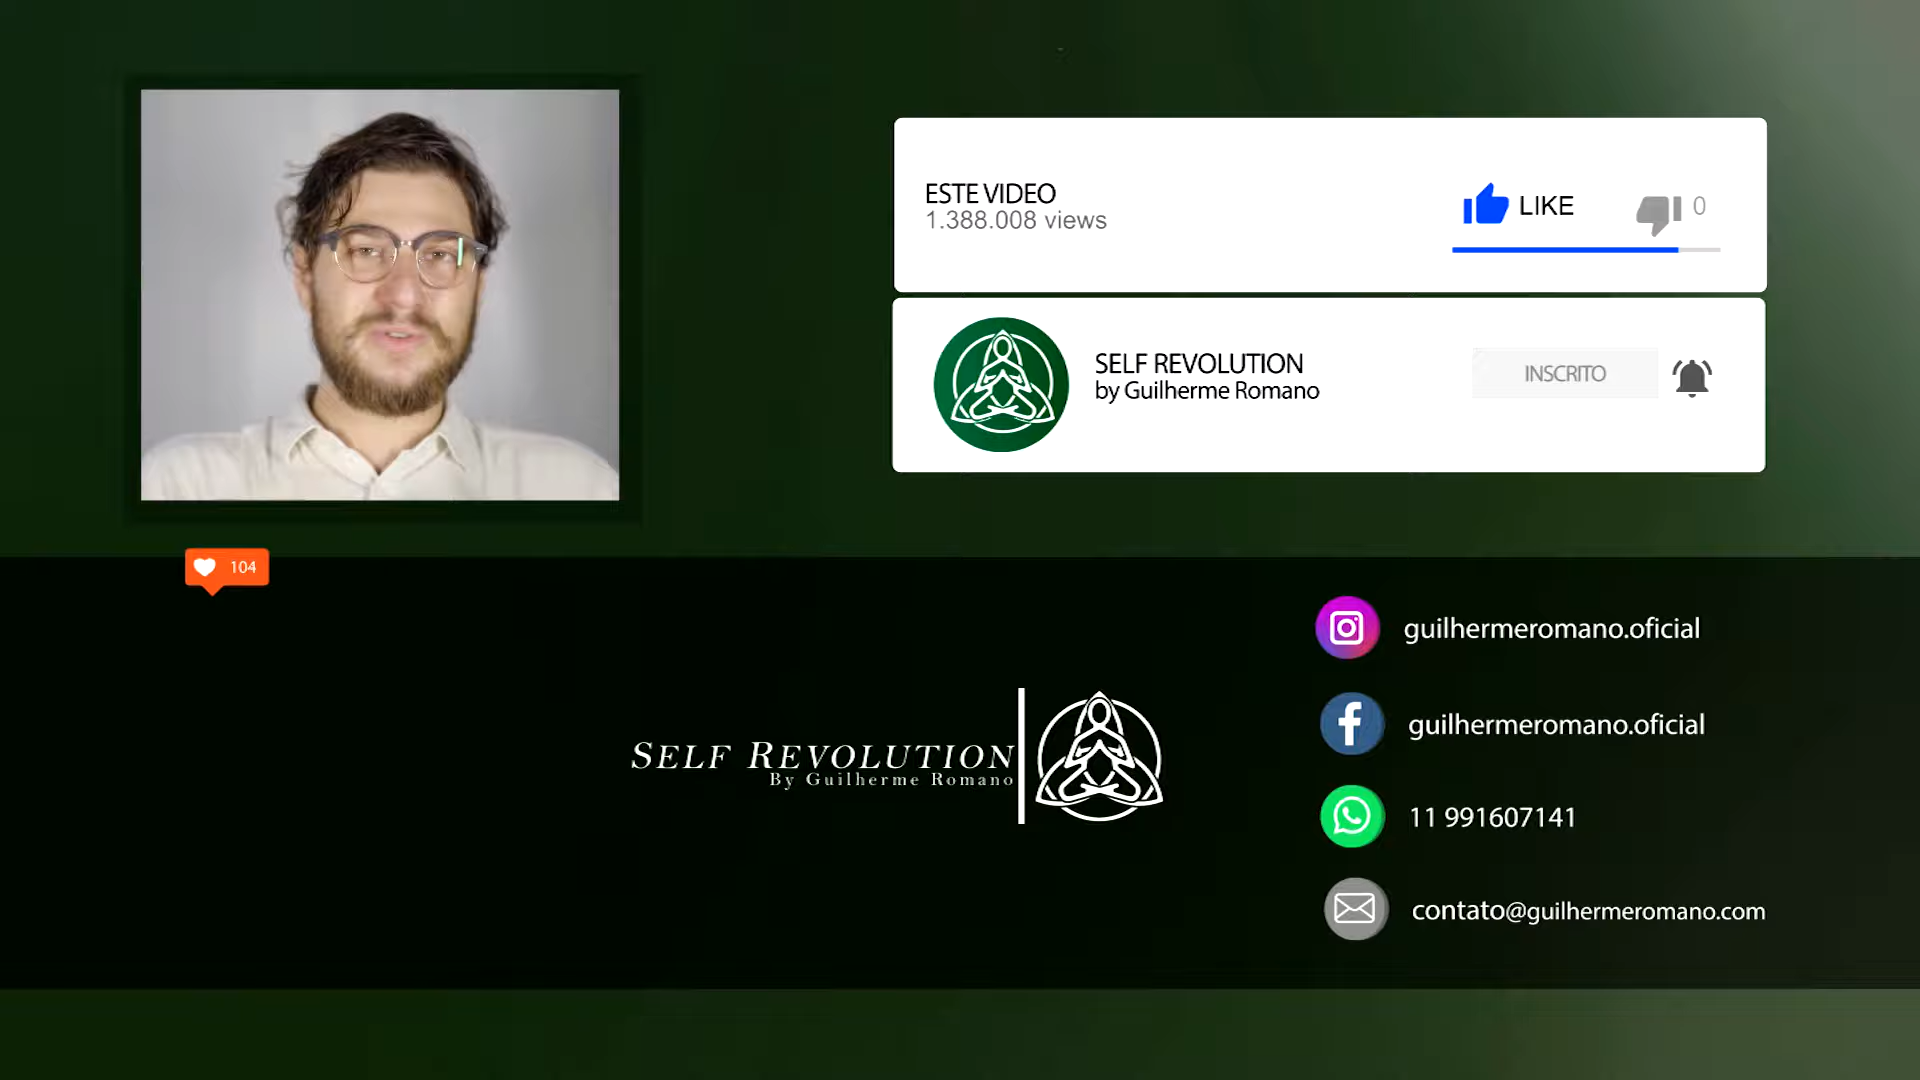 ESTE VIDEO
1.388.008 views
LIKE
0
SELF REVOLUTION
by Guilherme Romano
INSCRITO
104
SELF REVOLUTION
By Guilherme Romano
guilhermeromano.oficial
guilhermeromano.oficial
11 991607141
contato@guilhermeromano.com